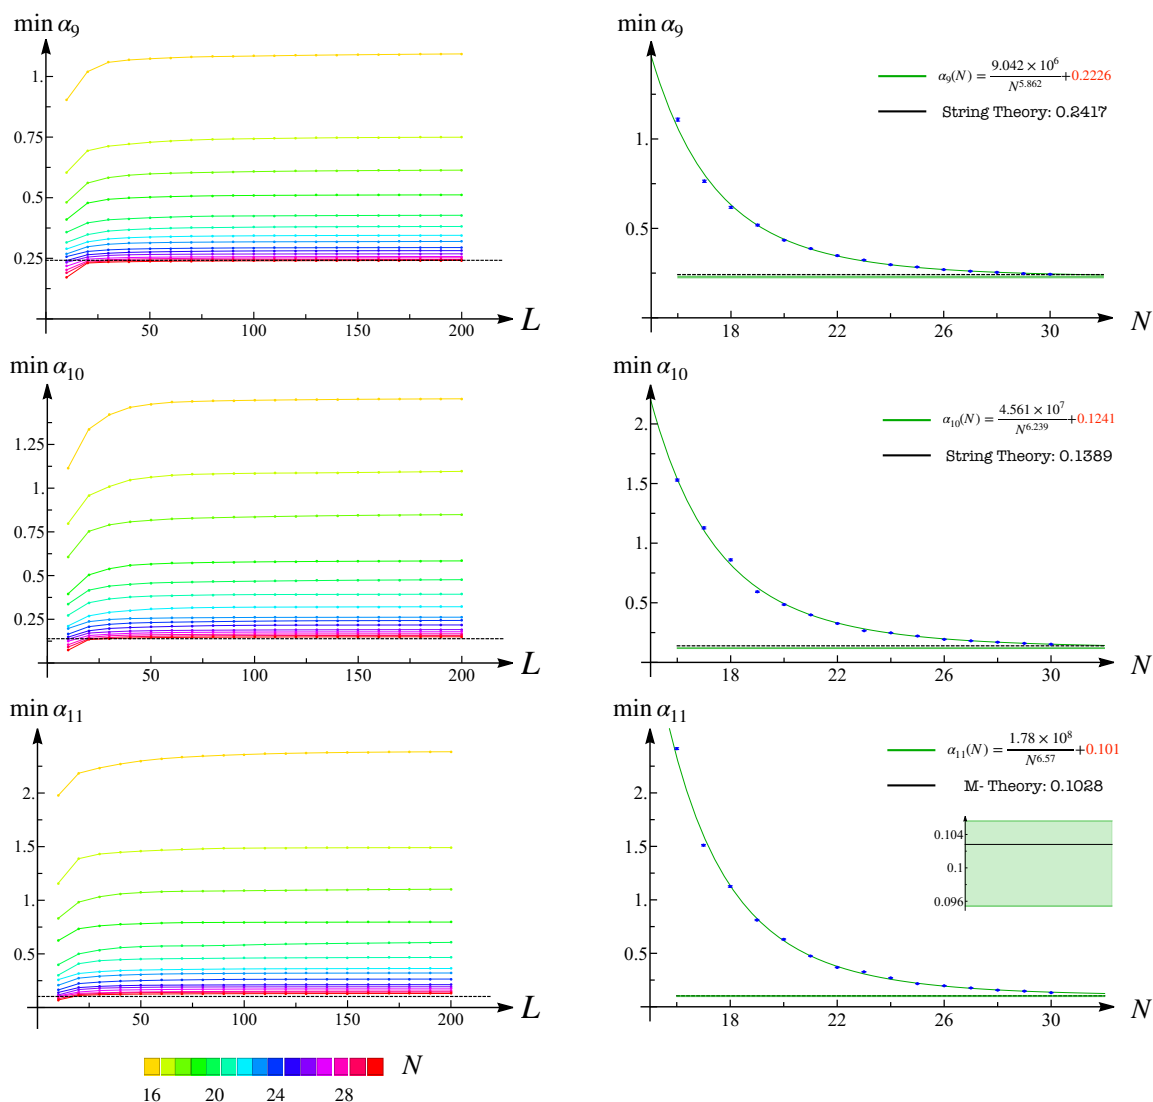 min α9
1.
0.75
0.5
0.25
50
100
150
200
L
min α9
α9(N) = 9.042 × 10^6 / N^5.862 +0.2226
String Theory: 0.2417
1.
0.5
18
22
26
30
N
min α10
1.25
1.
0.75
0.5
0.25
50
100
150
200
L
min α10
α10(N) = 4.561 × 10^7 / N^6.239 +0.1241
String Theory: 0.1389
2.
1.5
1.
0.5
18
22
26
30
N
min α11
2.
1.5
1.
0.5
50
100
150
200
L
min α11
α11(N) = 1.78 × 10^8 / N^6.57 +0.101
M- Theory: 0.1028
0.104
0.1
0.096
2.
1.5
1.
0.5
18
22
26
30
N
N
16
20
24
28